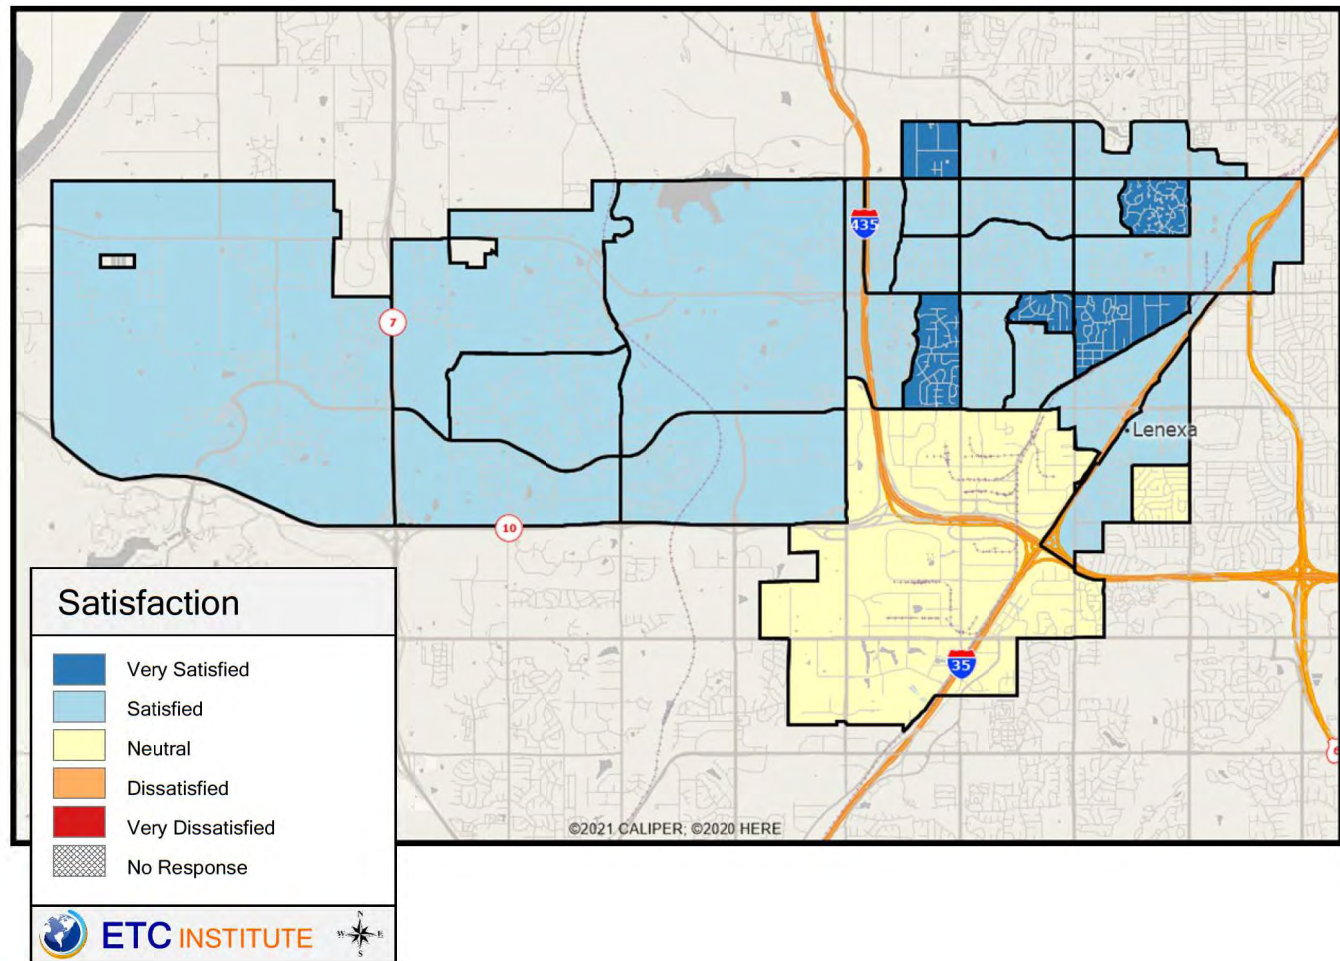 435
7
Lenexa
10
35
©2021 CALIPER; ©2020 HERE
Satisfaction
Very Satisfied
Satisfied
Neutral
Dissatisfied
Very Dissatisfied
No Response
ETC INSTITUTE
N
W E
S